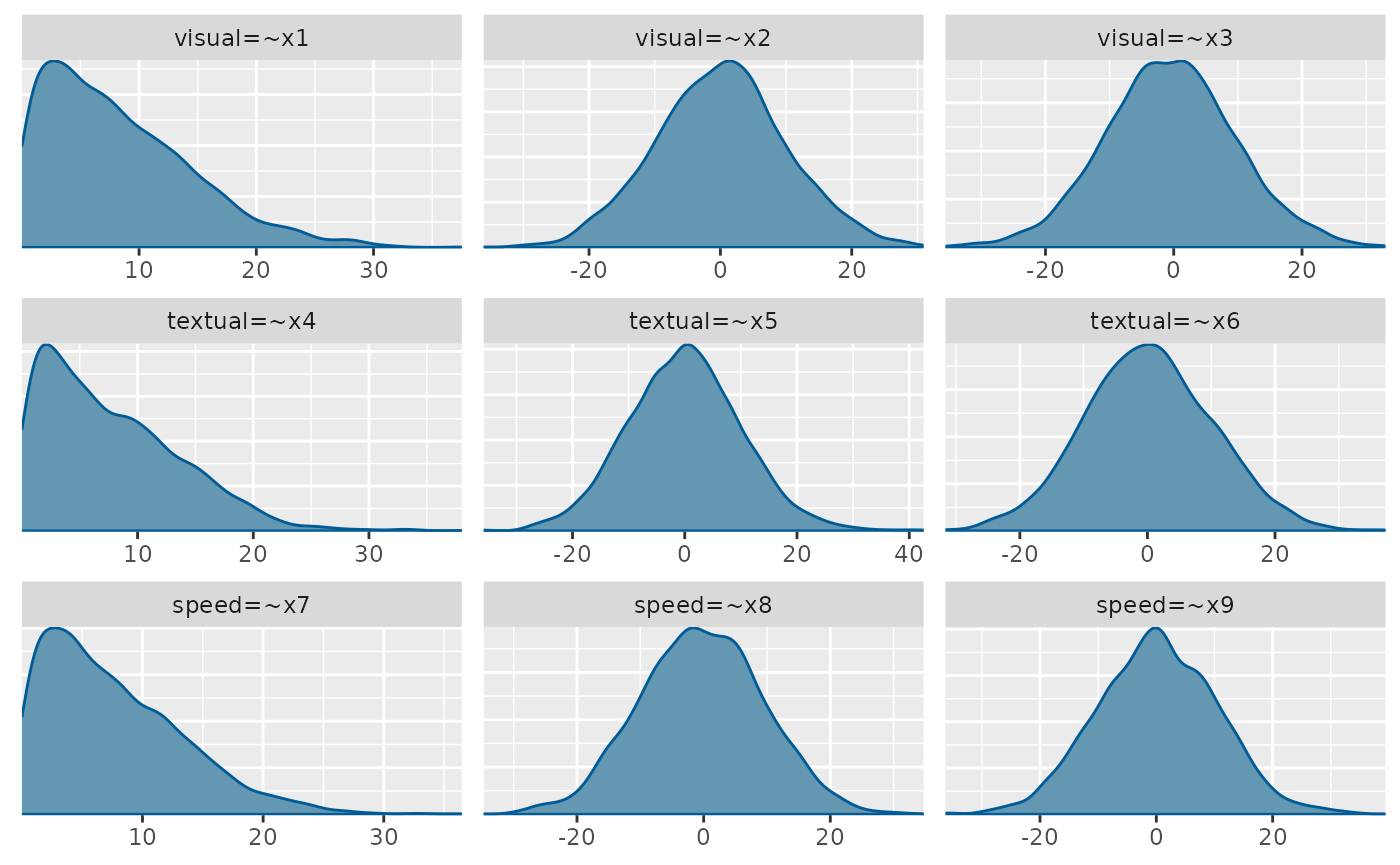 visual=~x1 visual=~x2 visual=~x3
10 20 30 -20 0 20 -20 0 20
textual=~x4 textual=~x5 textual=~x6
10 20 30 -20 0 20 40 -20 0 20
speed=~x7 speed=~x8 speed=~x9
10 20 30 -20 0 20 -20 0 20